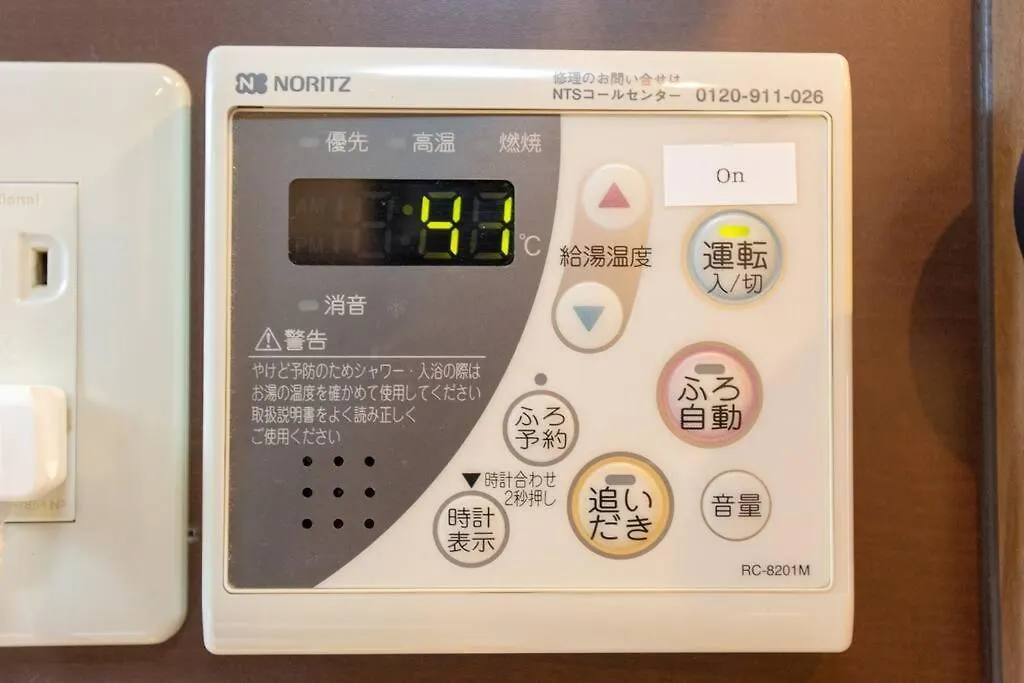 NORITZ
修理のお問い合せは
NTSコールセンター 0120-911-026
優先 高温 燃焼
On
AM
PM
41
℃
給湯温度
運転
入/切
消音
警告
やけど予防のためシャワー・入浴の際は
お湯の温度を確かめて使用してください
取扱説明書をよく読み正しく
ご使用ください
ふろ
自動
ふろ
予約
▼時計合わせ
2秒押し
時計
表示
追い
だき
音量
RC-8201M